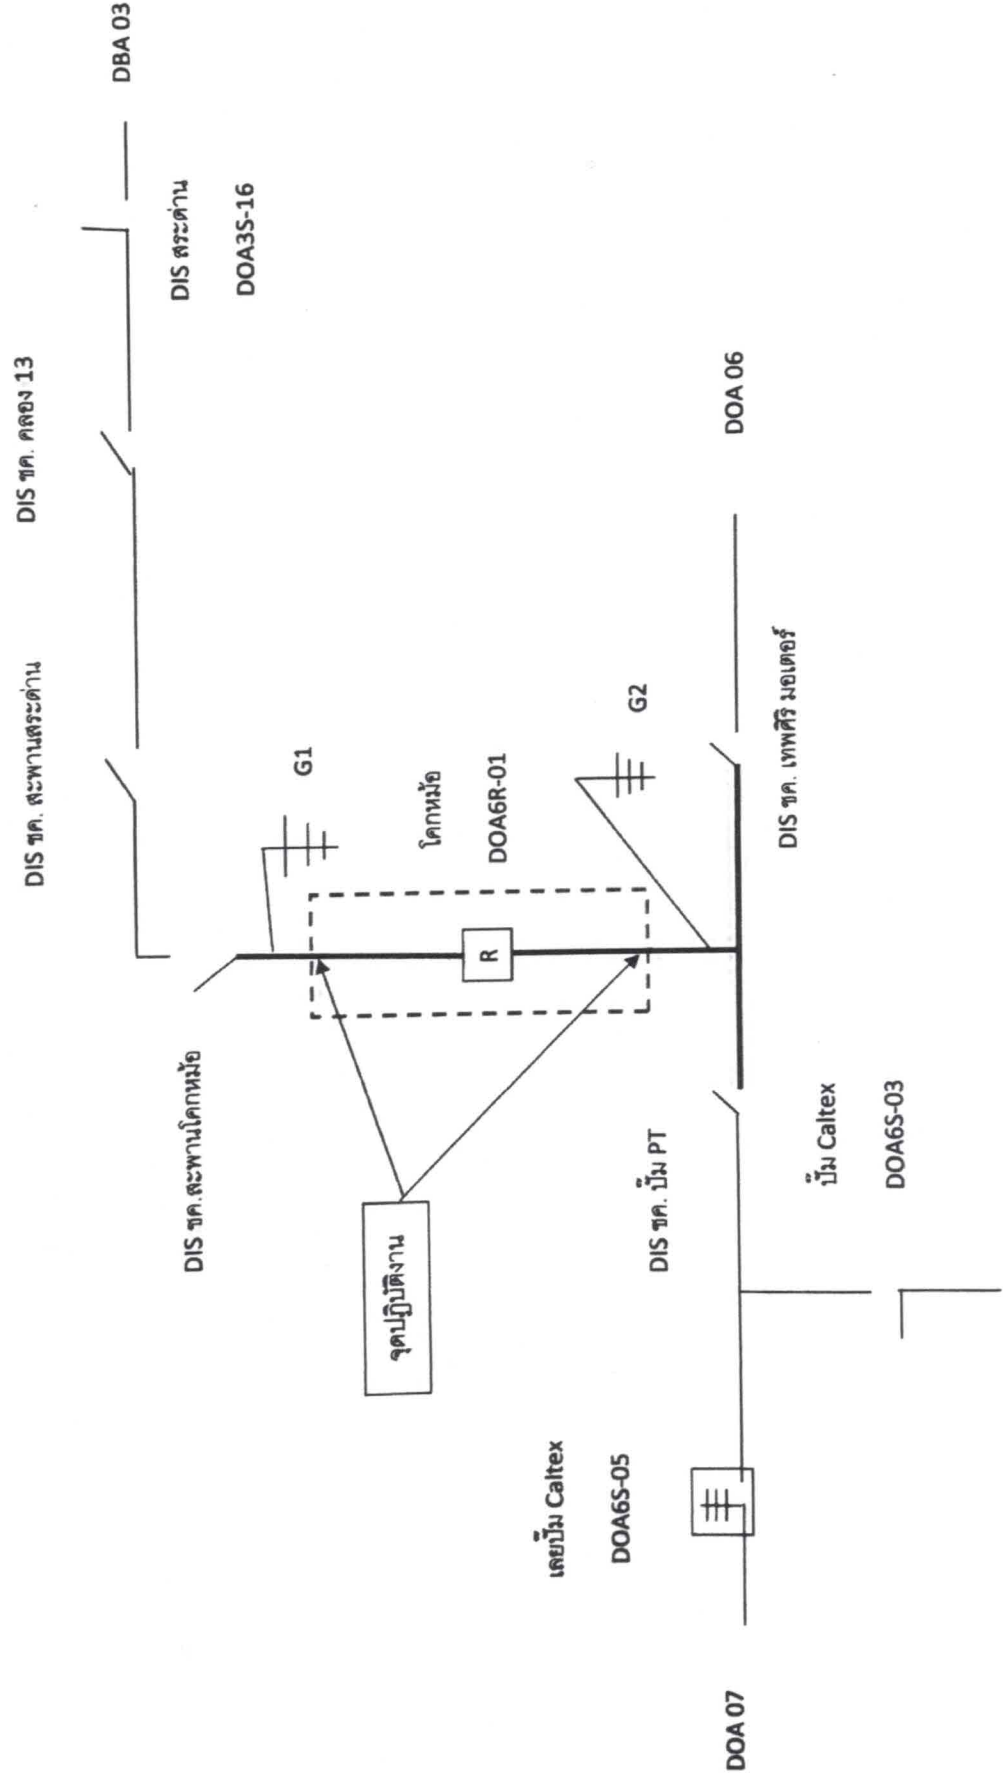 DIS ชค. สะพานสระด่าน
DIS ชค. คลอง 13
DBA 03
DIS สระด่าน
DOA3S-16
DIS ชค.สะพานโคกหม้อ
G1
จุดปฏิบัติงาน
R
โคกหม้อ
DOA6R-01
G2
DOA 06
เลยปั๊ม Caltex
DOA6S-05
DIS ชค. ปั๊ม PT
DIS ชค. เทพศิริ มอเตอร์
DOA 07
ปั๊ม Caltex
DOA6S-03